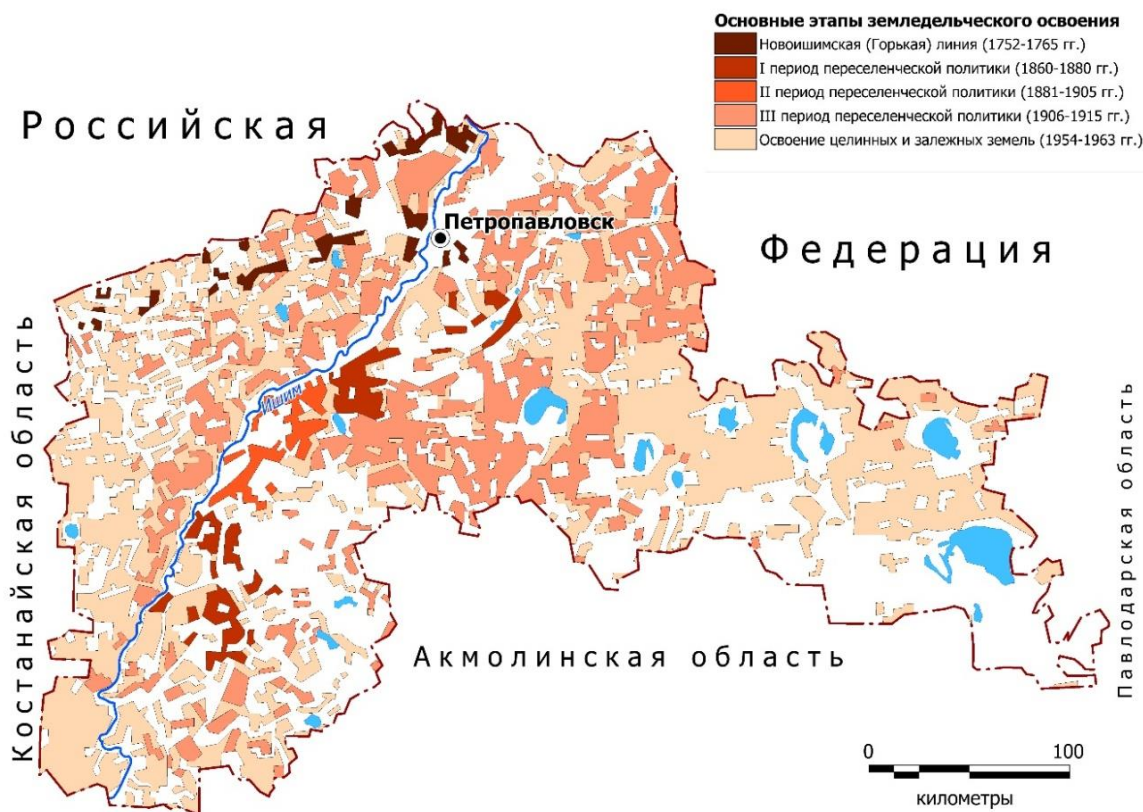 Основные этапы земледельческого освоения
Новоишимская (Горькая) линия (1752-1765 гг.)
I период переселенческой политики (1860-1880 гг.)
II период переселенческой политики (1881-1905 гг.)
III период переселенческой политики (1906-1915 гг.)
Освоение целинных и залежных земель (1954-1963 гг.)
Российская
Петропавловск
Федерация
Ишим
Костанайская область
Павлодарская область
Акмолинская область
0 100
километры